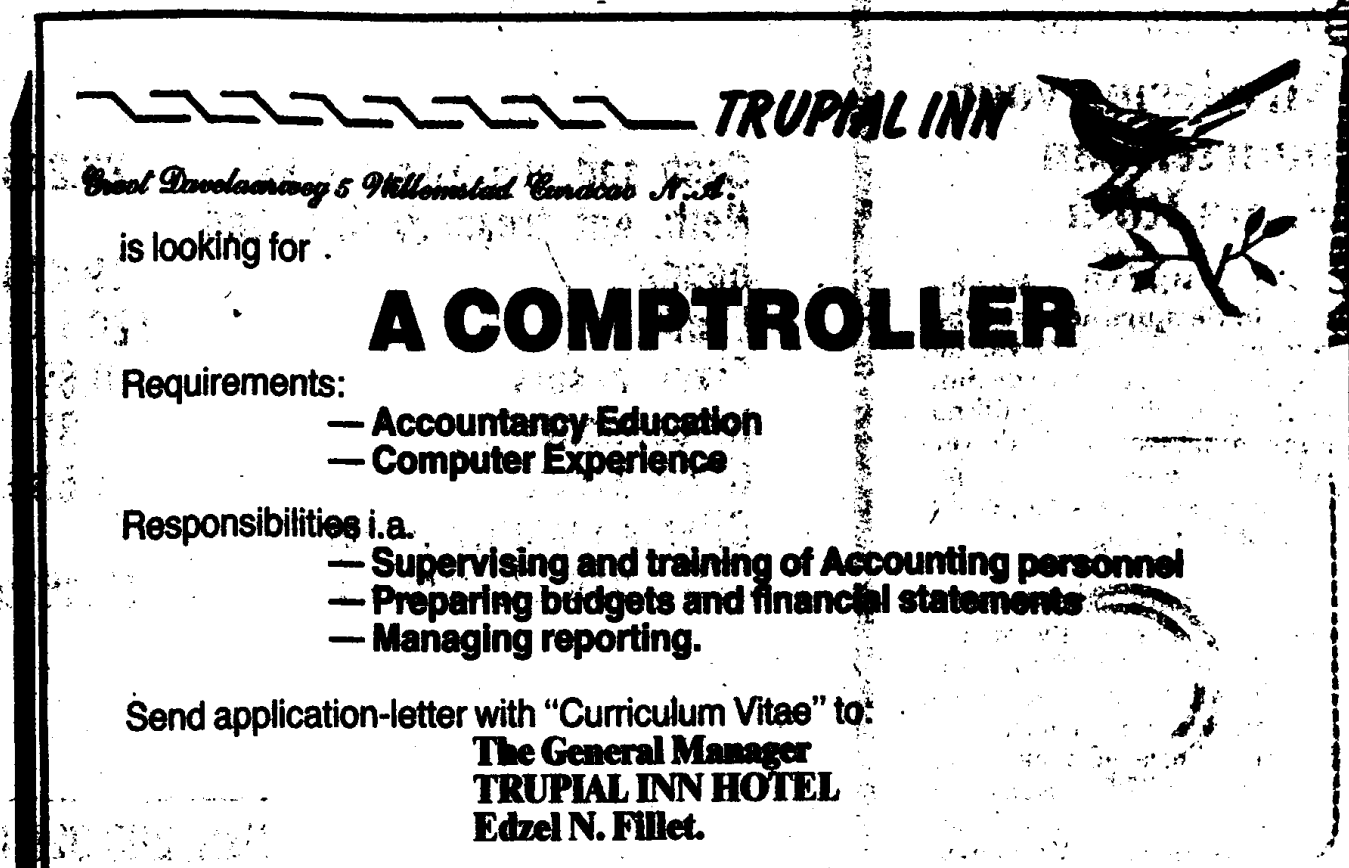 TRUPIAL INN
Groot Davelaarweg 5 Willemstad Curacao N.A.
is looking for
A COMPTROLLER
Requirements:
— Accountancy Education
— Computer Experience
Responsibilities i.a.
— Supervising and training of Accounting personnel
— Preparing budgets and financial statements
— Managing reporting.
Send application-letter with "Curriculum Vitae" to:
The General Manager
TRUPIAL INN HOTEL
Edzel N. Fillet.